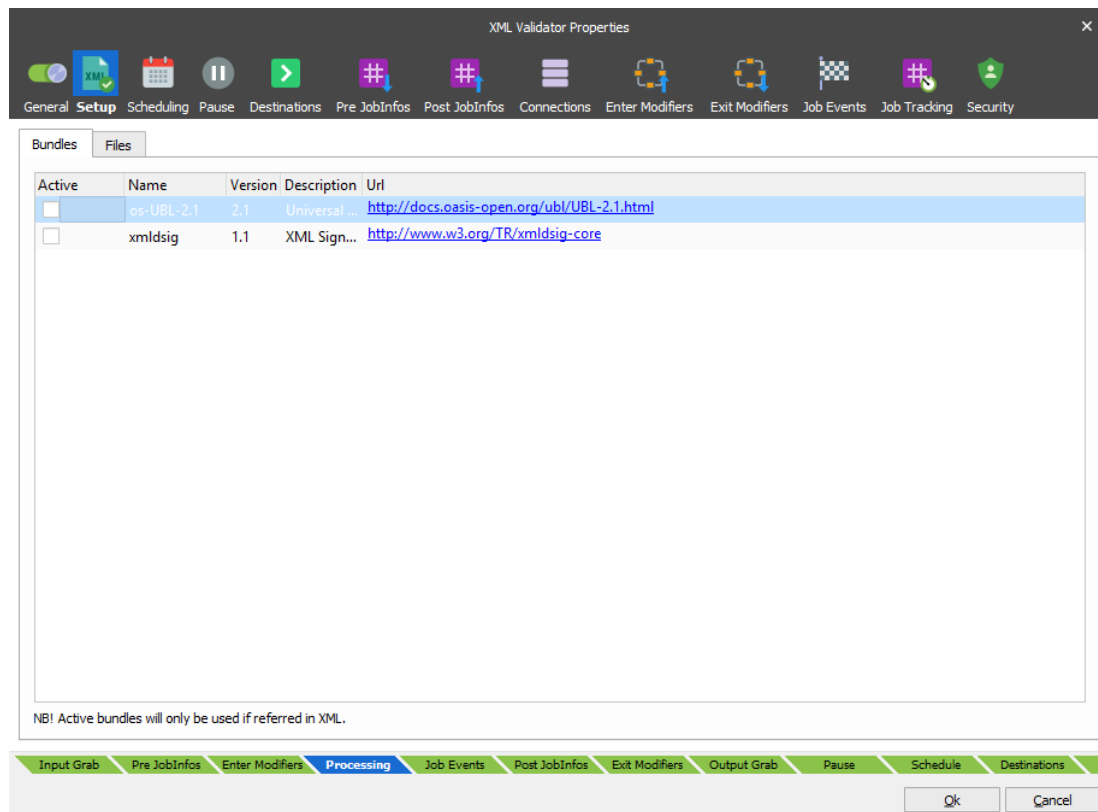 XML Validator Properties
XML
General Setup Scheduling Pause Destinations Pre JobInfos Post JobInfos Connections Enter Modifiers Exit Modifiers Job Events Job Tracking Security
Bundles Files
Active Name Version Description Url
os-UBL-2.1 2.1 Universal ... http://docs.oasis-open.org/ubl/UBL-2.1.html
xmldsig 1.1 XML Sign... http://www.w3.org/TR/xmldsig-core
NB! Active bundles will only be used if referred in XML.
Input Grab Pre JobInfos Enter Modifiers Processing Job Events Post JobInfos Exit Modifiers Output Grab Pause Schedule Destinations
Ok Cancel